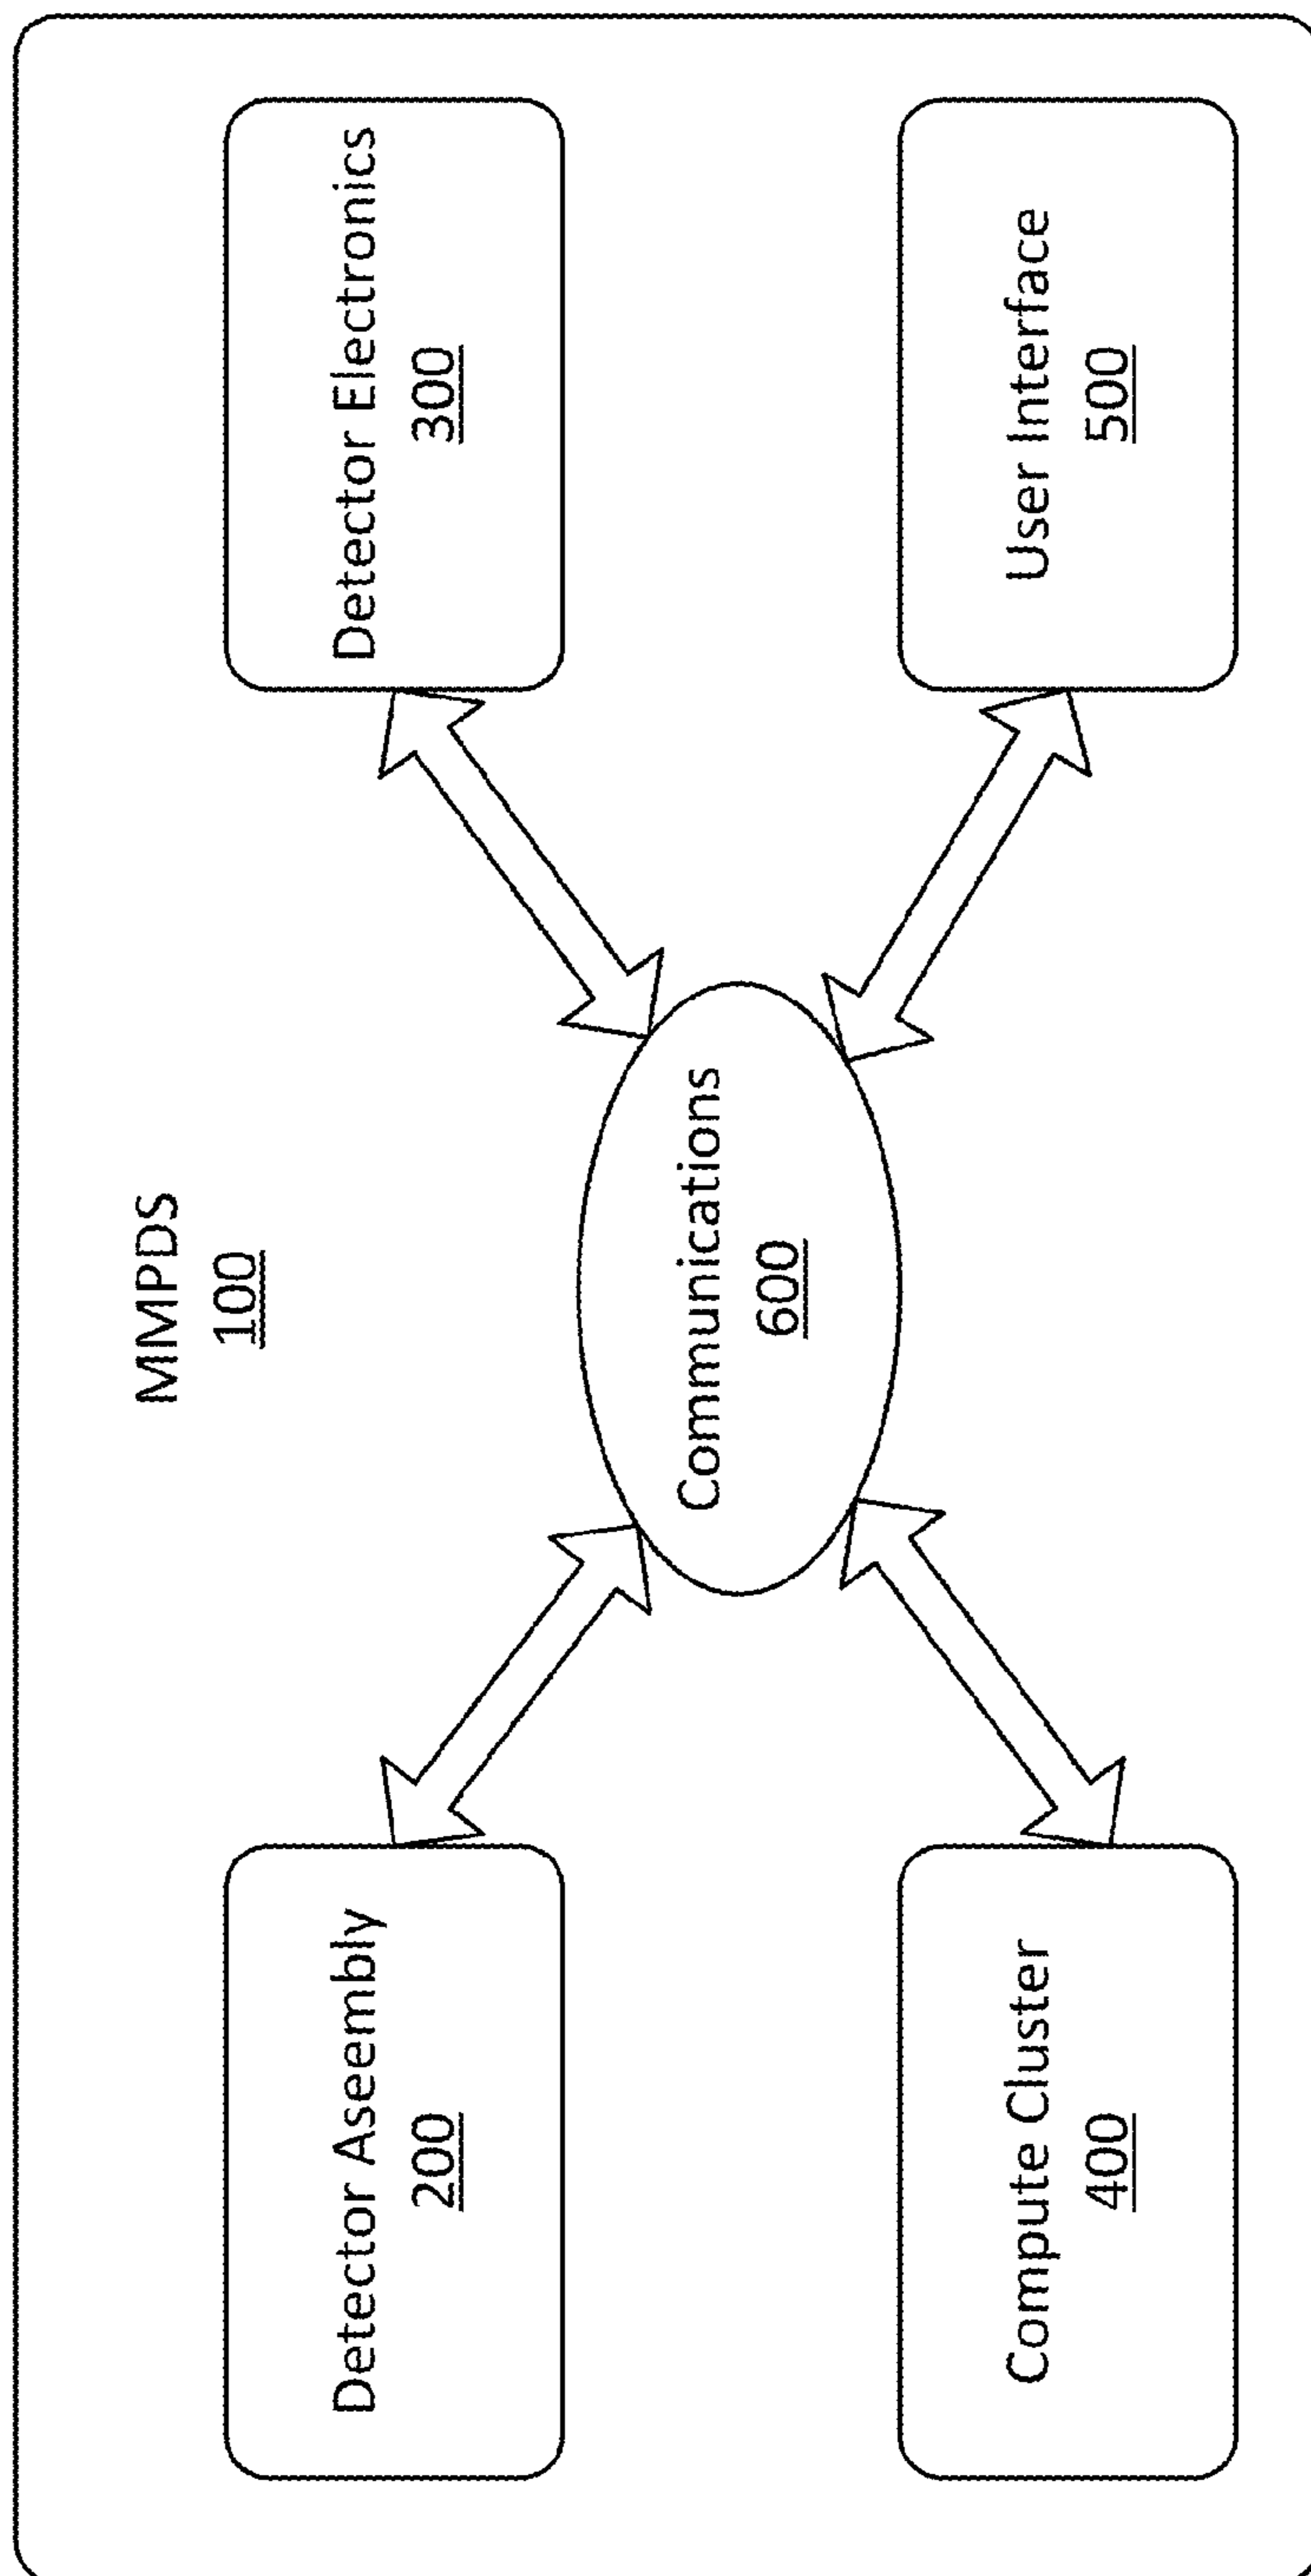 MMPDS
100
Detector Aseembly
200
Detector Electronics
300
Communications
600
Compute Cluster
400
User Interface
500